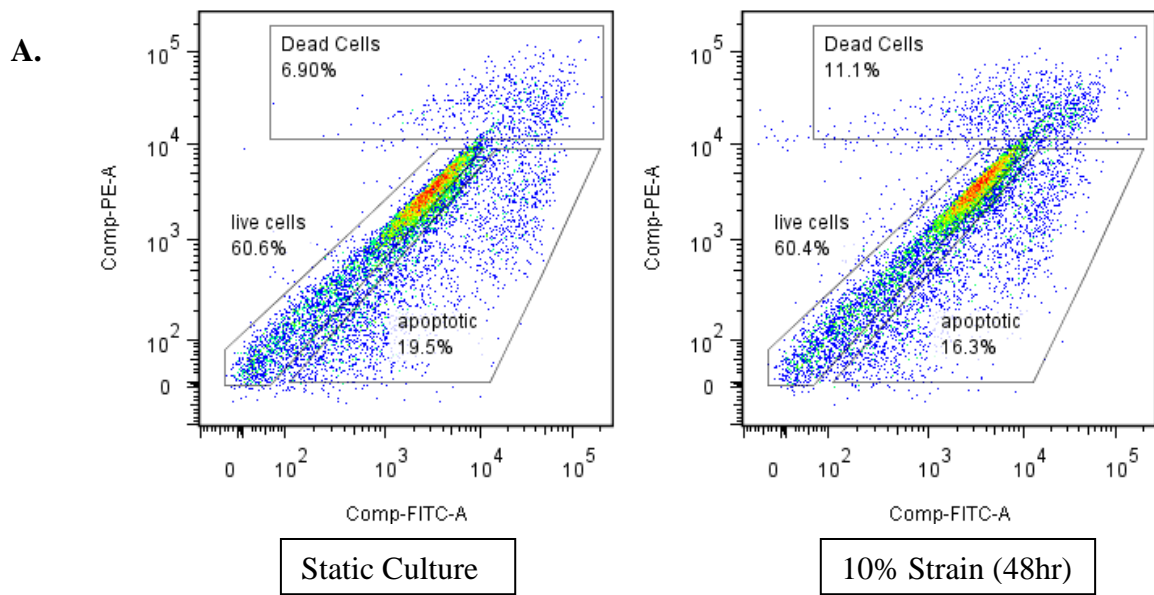 A.
Dead Cells
6.90%
live cells
60.6%
apoptotic
19.5%
10^5
10^4
10^3
10^2
0
Comp-PE-A
0
10^2
10^3
10^4
10^5
Comp-FITC-A
Static Culture
Dead Cells
11.1%
live cells
60.4%
apoptotic
16.3%
10^5
10^4
10^3
10^2
0
Comp-PE-A
0
10^2
10^3
10^4
10^5
Comp-FITC-A
10% Strain (48hr)